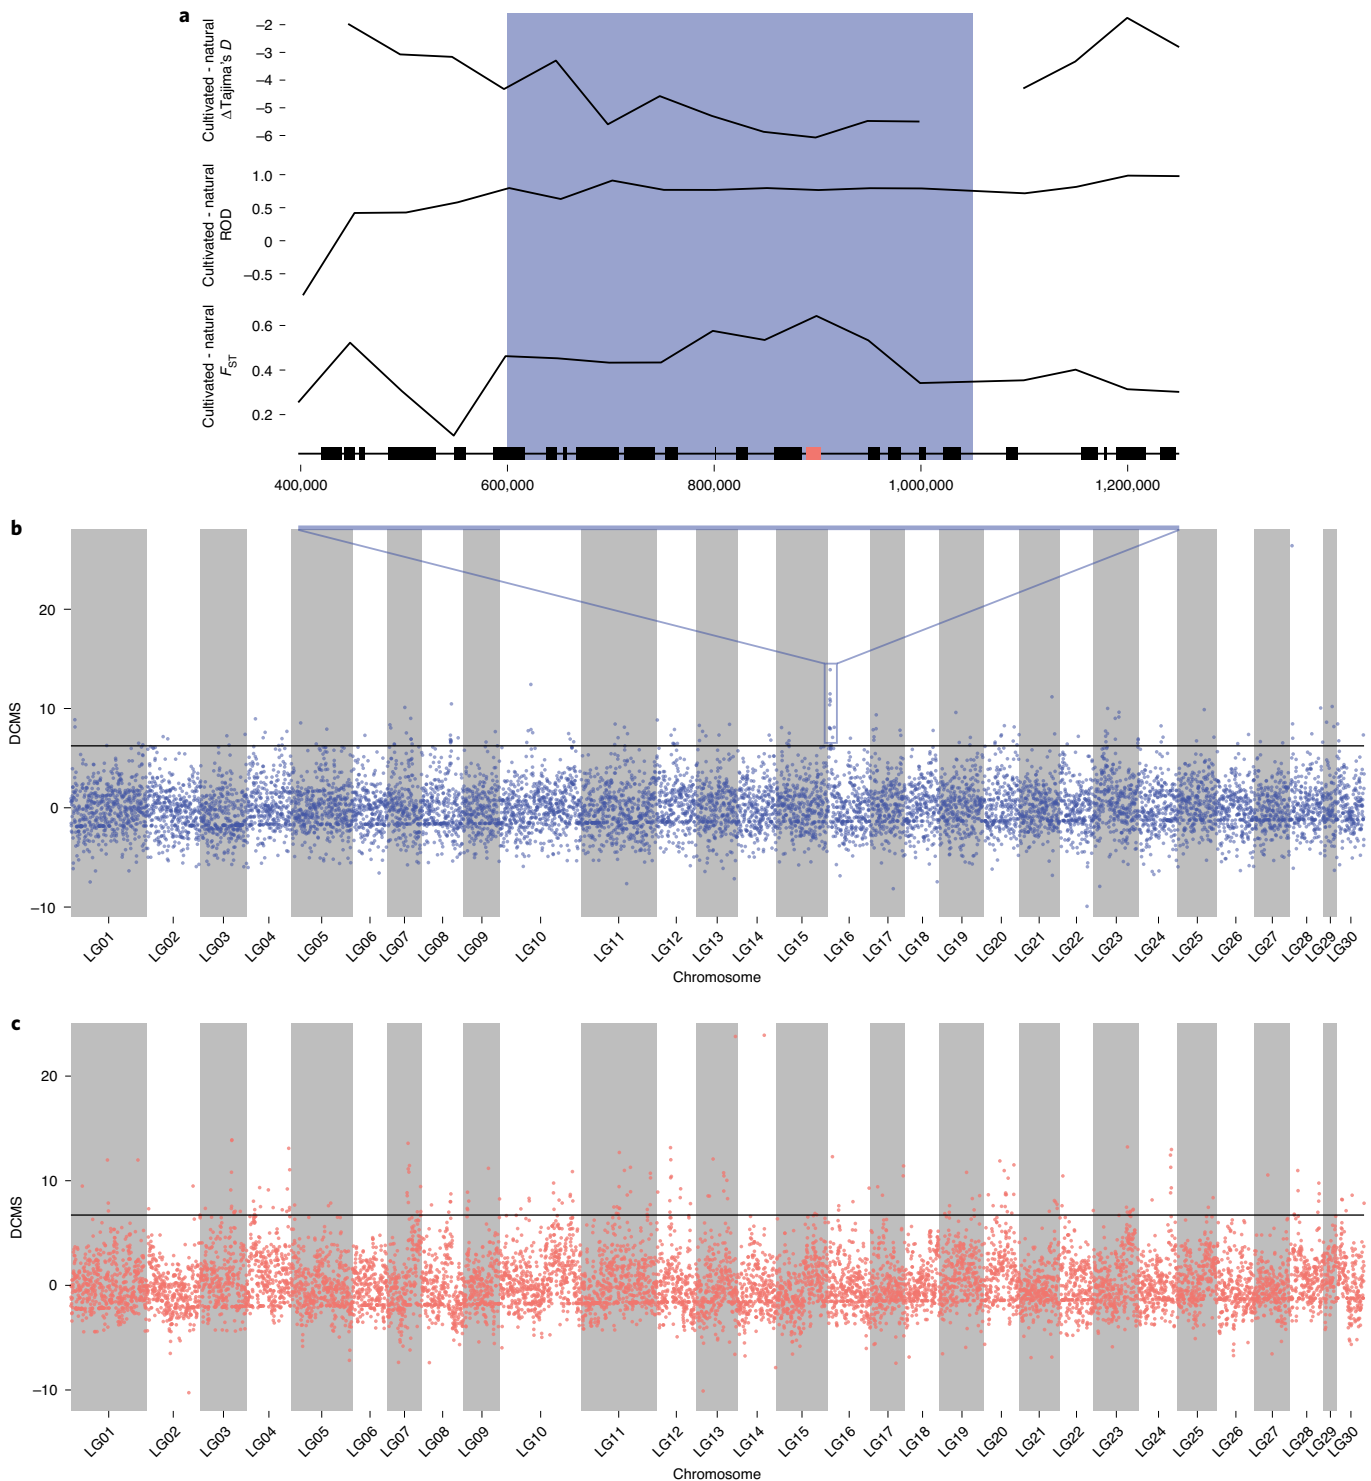 a
Cultivated - natural
Δ Tajima's D
−2
−3
−4
−5
−6
Cultivated - natural
ROD
1.0
0.5
0
−0.5
Cultivated - natural
FST
0.6
0.4
0.2
400,000
600,000
800,000
1,000,000
1,200,000
b
DCMS
20
10
0
−10
LG01
LG02
LG03
LG04
LG05
LG06
LG07
LG08
LG09
LG10
LG11
LG12
LG13
LG14
LG15
LG16
LG17
LG18
LG19
LG20
LG21
LG22
LG23
LG24
LG25
LG26
LG27
LG28
LG29
LG30
Chromosome
c
DCMS
20
10
0
−10
LG01
LG02
LG03
LG04
LG05
LG06
LG07
LG08
LG09
LG10
LG11
LG12
LG13
LG14
LG15
LG16
LG17
LG18
LG19
LG20
LG21
LG22
LG23
LG24
LG25
LG26
LG27
LG28
LG29
LG30
Chromosome